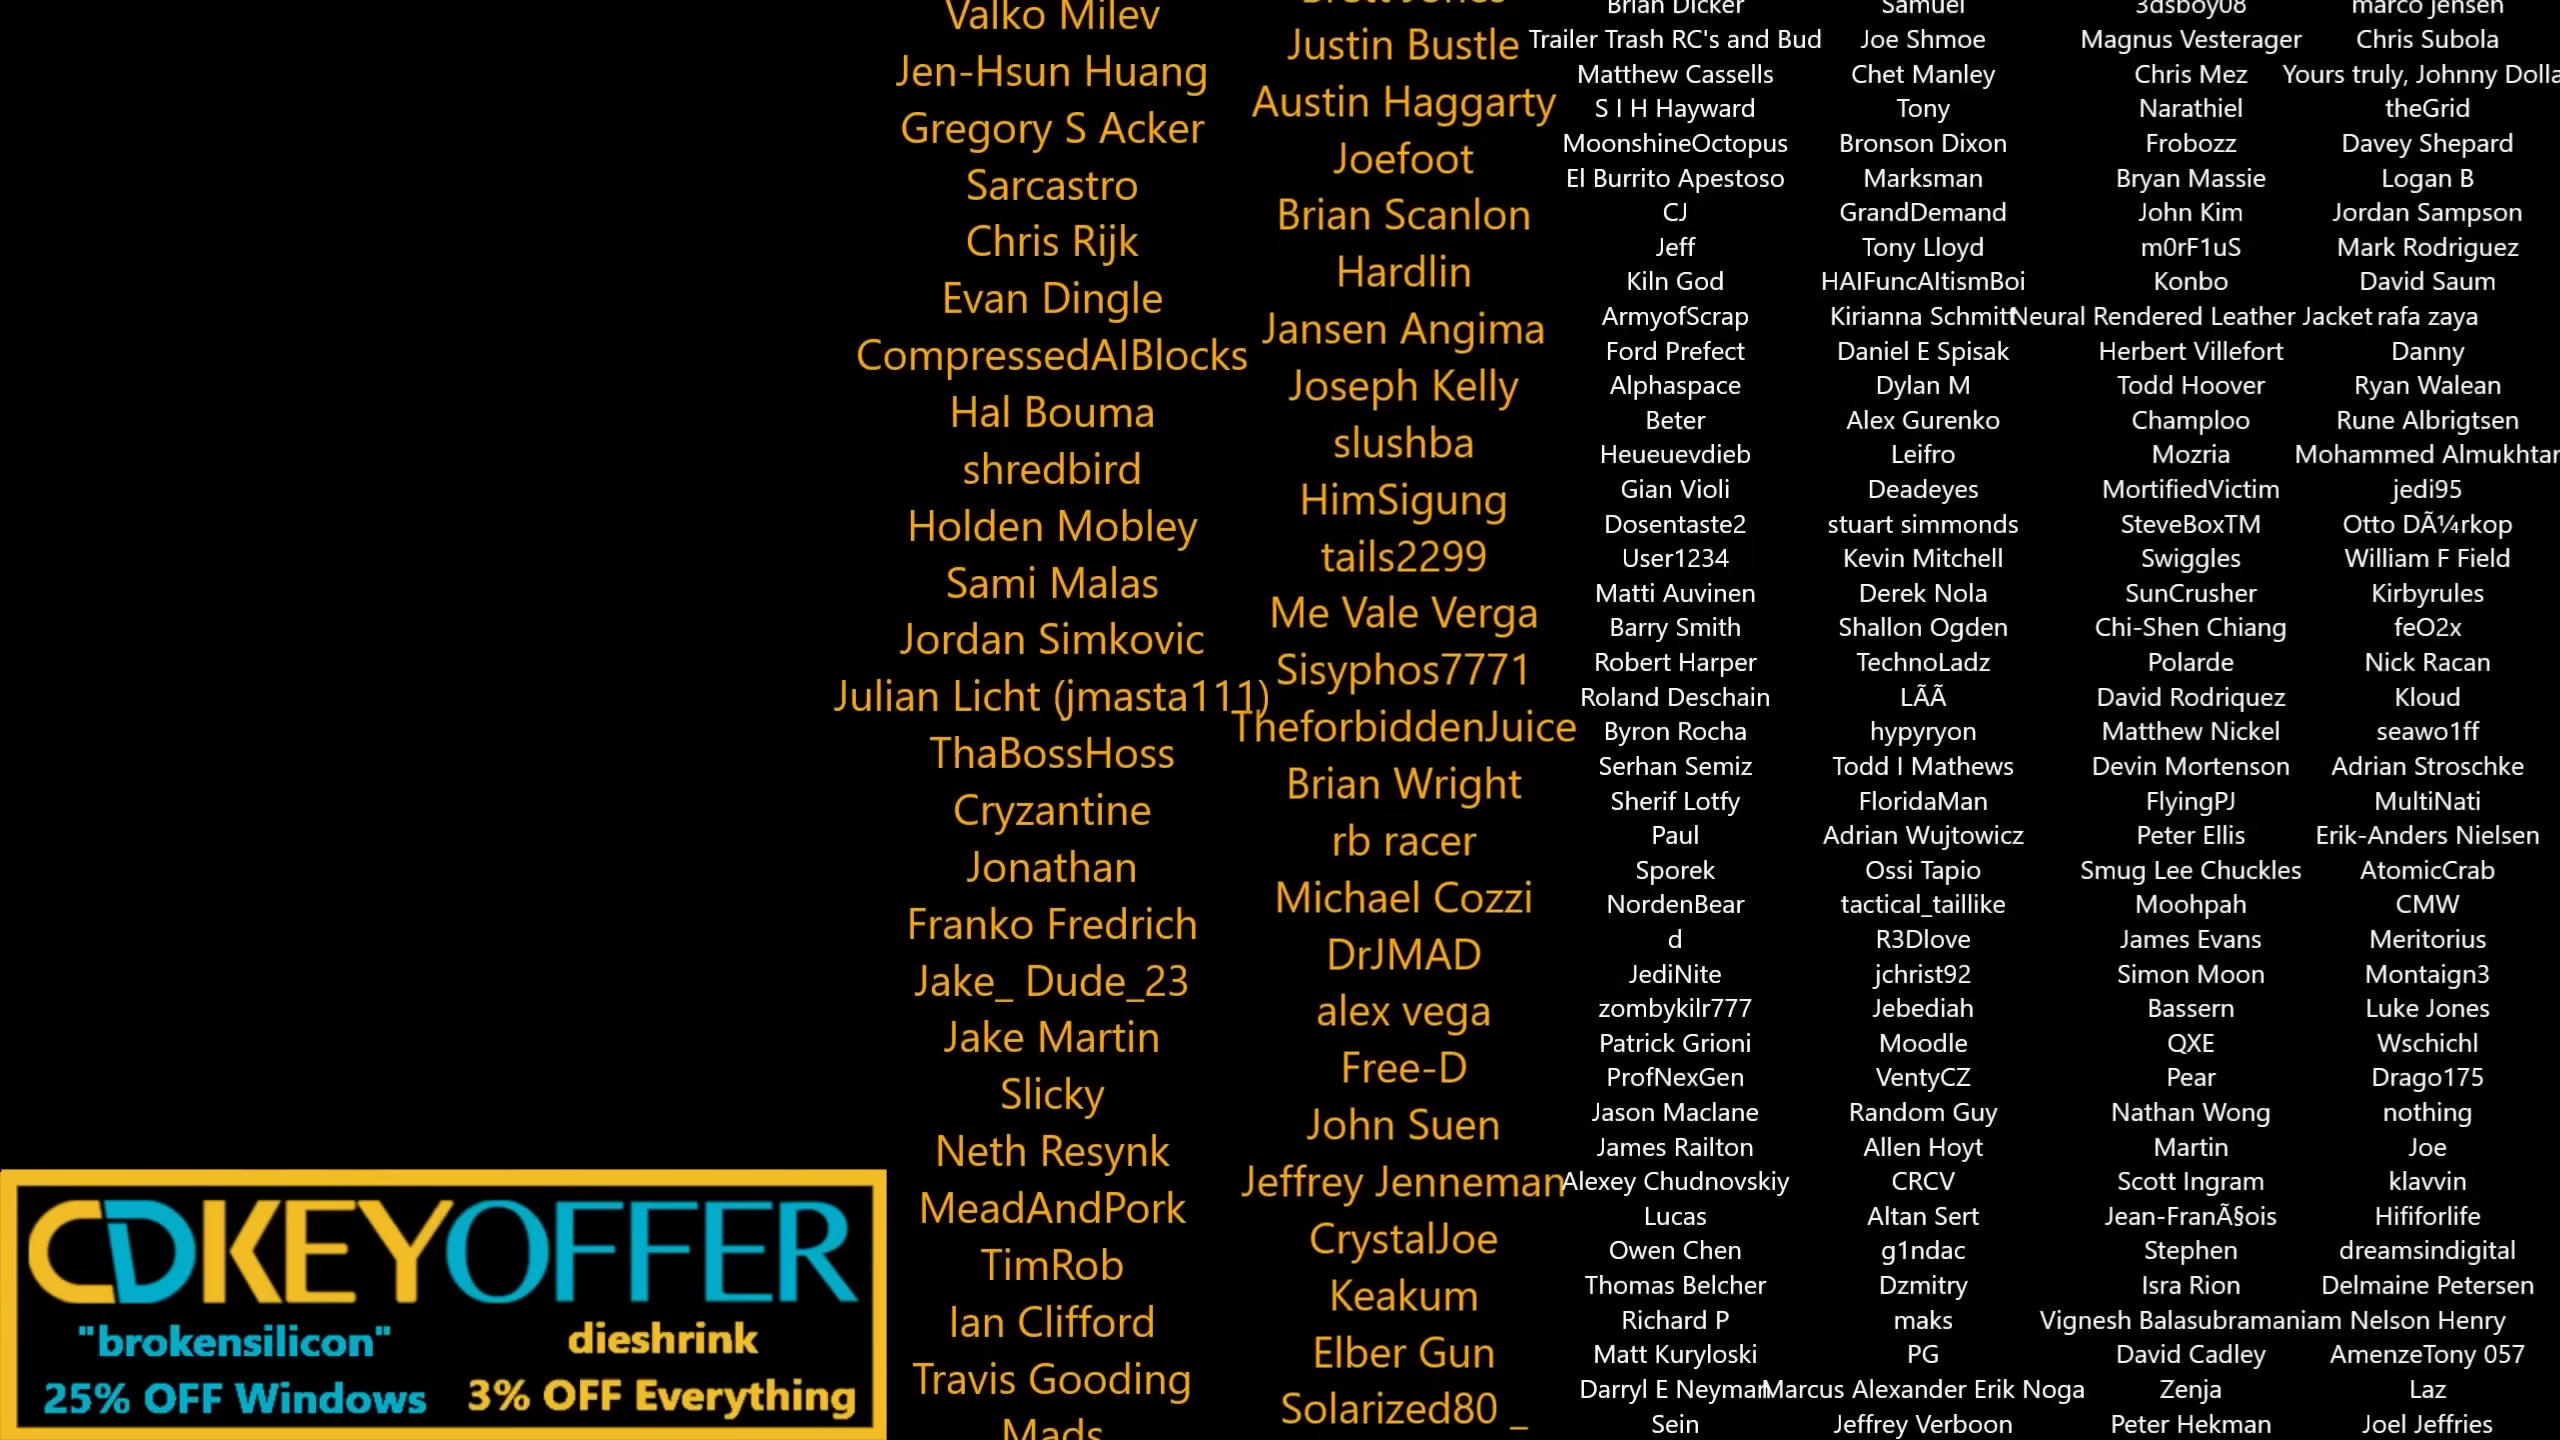 Valko Milev
Jen-Hsun Huang
Gregory S Acker
Sarcastro
Chris Rijk
Evan Dingle
CompressedAIBlocks
Hal Bouma
shredbird
Holden Mobley
Sami Malas
Jordan Simkovic
Julian Licht (jmasta111)
ThaBossHoss
Cryzantine
Jonathan
Franko Fredrich
Jake_ Dude_23
Jake Martin
Slicky
Neth Resynk
MeadAndPork
TimRob
Ian Clifford
Travis Gooding
Mads
Brett Jones
Justin Bustle
Austin Haggarty
Joefoot
Brian Scanlon
Hardlin
Jansen Angima
Joseph Kelly
slushba
HimSigung
tails2299
Me Vale Verga
Sisyphos7771
TheforbiddenJuice
Brian Wright
rb racer
Michael Cozzi
DrJMAD
alex vega
Free-D
John Suen
Jeffrey Jenneman
CrystalJoe
Keakum
Elber Gun
Solarized80 _
Brian Dicker
Trailer Trash RC's and Bud
Matthew Cassells
S I H Hayward
MoonshineOctopus
El Burrito Apestoso
CJ
Jeff
Kiln God
ArmyofScrap
Ford Prefect
Alphaspace
Beter
Heueuevdieb
Gian Violi
Dosentaste2
User1234
Matti Auvinen
Barry Smith
Robert Harper
Roland Deschain
Byron Rocha
Serhan Semiz
Sherif Lotfy
Paul
Sporek
NordenBear
d
JediNite
zombykilr777
Patrick Grioni
ProfNexGen
Jason Maclane
James Railton
Alexey Chudnovskiy
Lucas
Owen Chen
Thomas Belcher
Richard P
Matt Kuryloski
Darryl E Neyman
Sein
Samuel
Joe Shmoe
Chet Manley
Tony
Bronson Dixon
Marksman
GrandDemand
Tony Lloyd
HAIFuncAItismBoi
Kirianna Schmitt
Daniel E Spisak
Dylan M
Alex Gurenko
Leifro
Deadeyes
stuart simmonds
Kevin Mitchell
Derek Nola
Shallon Ogden
TechnoLadz
LÃÃ
hypyryon
Todd I Mathews
FloridaMan
Adrian Wujtowicz
Ossi Tapio
tactical_taillike
R3Dlove
jchrist92
Jebediah
Moodle
VentyCZ
Random Guy
Allen Hoyt
CRCV
Altan Sert
g1ndac
Dzmitry
maks
PG
Marcus Alexander Erik Noga
Jeffrey Verboon
3dsboy08
Magnus Vesterager
Chris Mez
Narathiel
Frobozz
Bryan Massie
John Kim
m0rF1uS
Konbo
Neural Rendered Leather Jacket
Herbert Villefort
Todd Hoover
Champloo
Mozria
MortifiedVictim
SteveBoxTM
Swiggles
SunCrusher
Chi-Shen Chiang
Polarde
David Rodriquez
Matthew Nickel
Devin Mortenson
FlyingPJ
Peter Ellis
Smug Lee Chuckles
Moohpah
James Evans
Simon Moon
Bassern
QXE
Pear
Nathan Wong
Martin
Scott Ingram
Jean-FranÃ§ois
Stephen
Isra Rion
Vignesh Balasubramaniam
David Cadley
Zenja
Peter Hekman
marco jensen
Chris Subola
Yours truly, Johnny Dolla
theGrid
Davey Shepard
Logan B
Jordan Sampson
Mark Rodriguez
David Saum
rafa zaya
Danny
Ryan Walean
Rune Albrigtsen
Mohammed Almukhtar
jedi95
Otto DÃ¼rkop
William F Field
Kirbyrules
feO2x
Nick Racan
Kloud
seawo1ff
Adrian Stroschke
MultiNati
Erik-Anders Nielsen
AtomicCrab
CMW
Meritorius
Montaign3
Luke Jones
Wschichl
Drago175
nothing
Joe
klavvin
Hififorlife
dreamsindigital
Delmaine Petersen
Nelson Henry
AmenzeTony 057
Laz
Joel Jeffries
CDKEYOFFER
"brokensilicon"
25% OFF Windows
dieshrink
3% OFF Everything